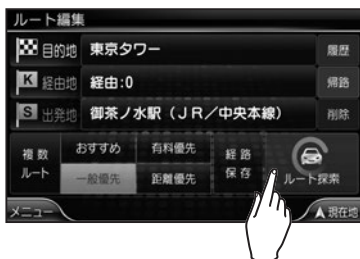 ルート編集
目的地 東京タワー 履歴
K 経由地 経由:0 帰路
S 出発地 御茶ノ水駅(JR/中央本線) 削除
複数ルート おすすめ 有料優先 経路保存 ルート探索
一般優先 距離優先
メニュー 現在地